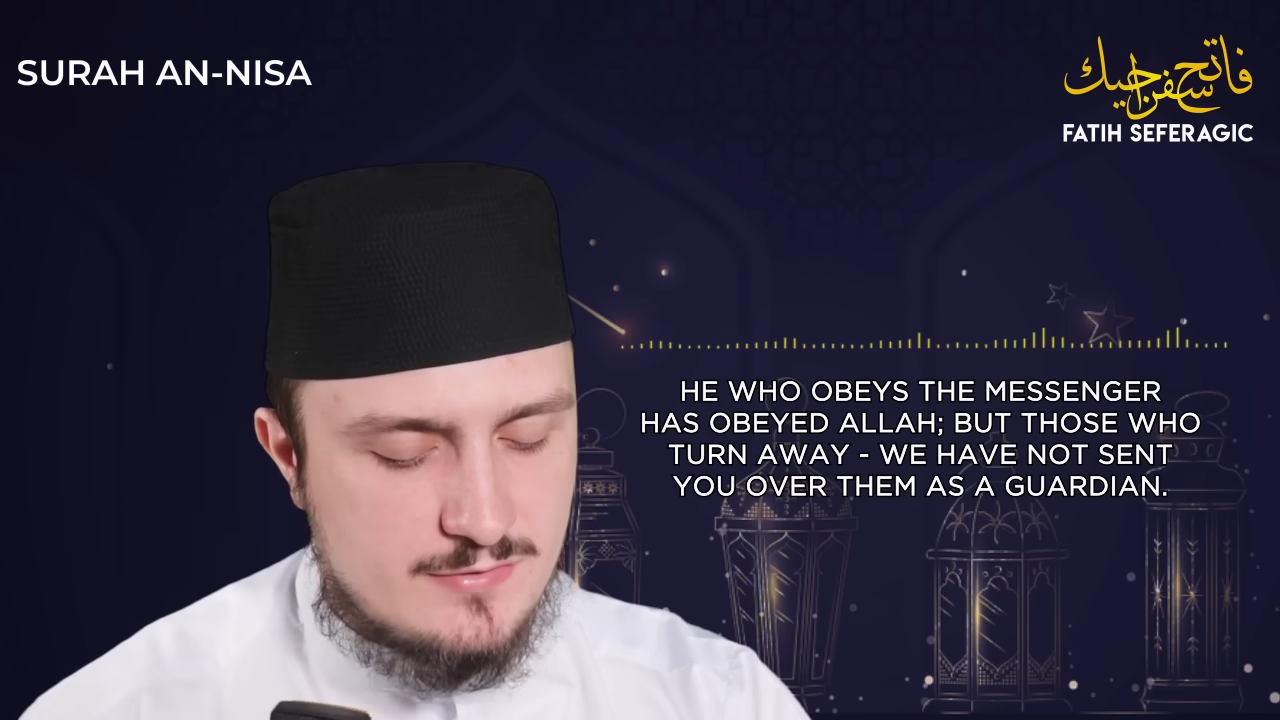 SURAH AN-NISA
فاتح سفراجيك
FATIH SEFERAGIC
HE WHO OBEYS THE MESSENGER
HAS OBEYED ALLAH; BUT THOSE WHO
TURN AWAY - WE HAVE NOT SENT
YOU OVER THEM AS A GUARDIAN.